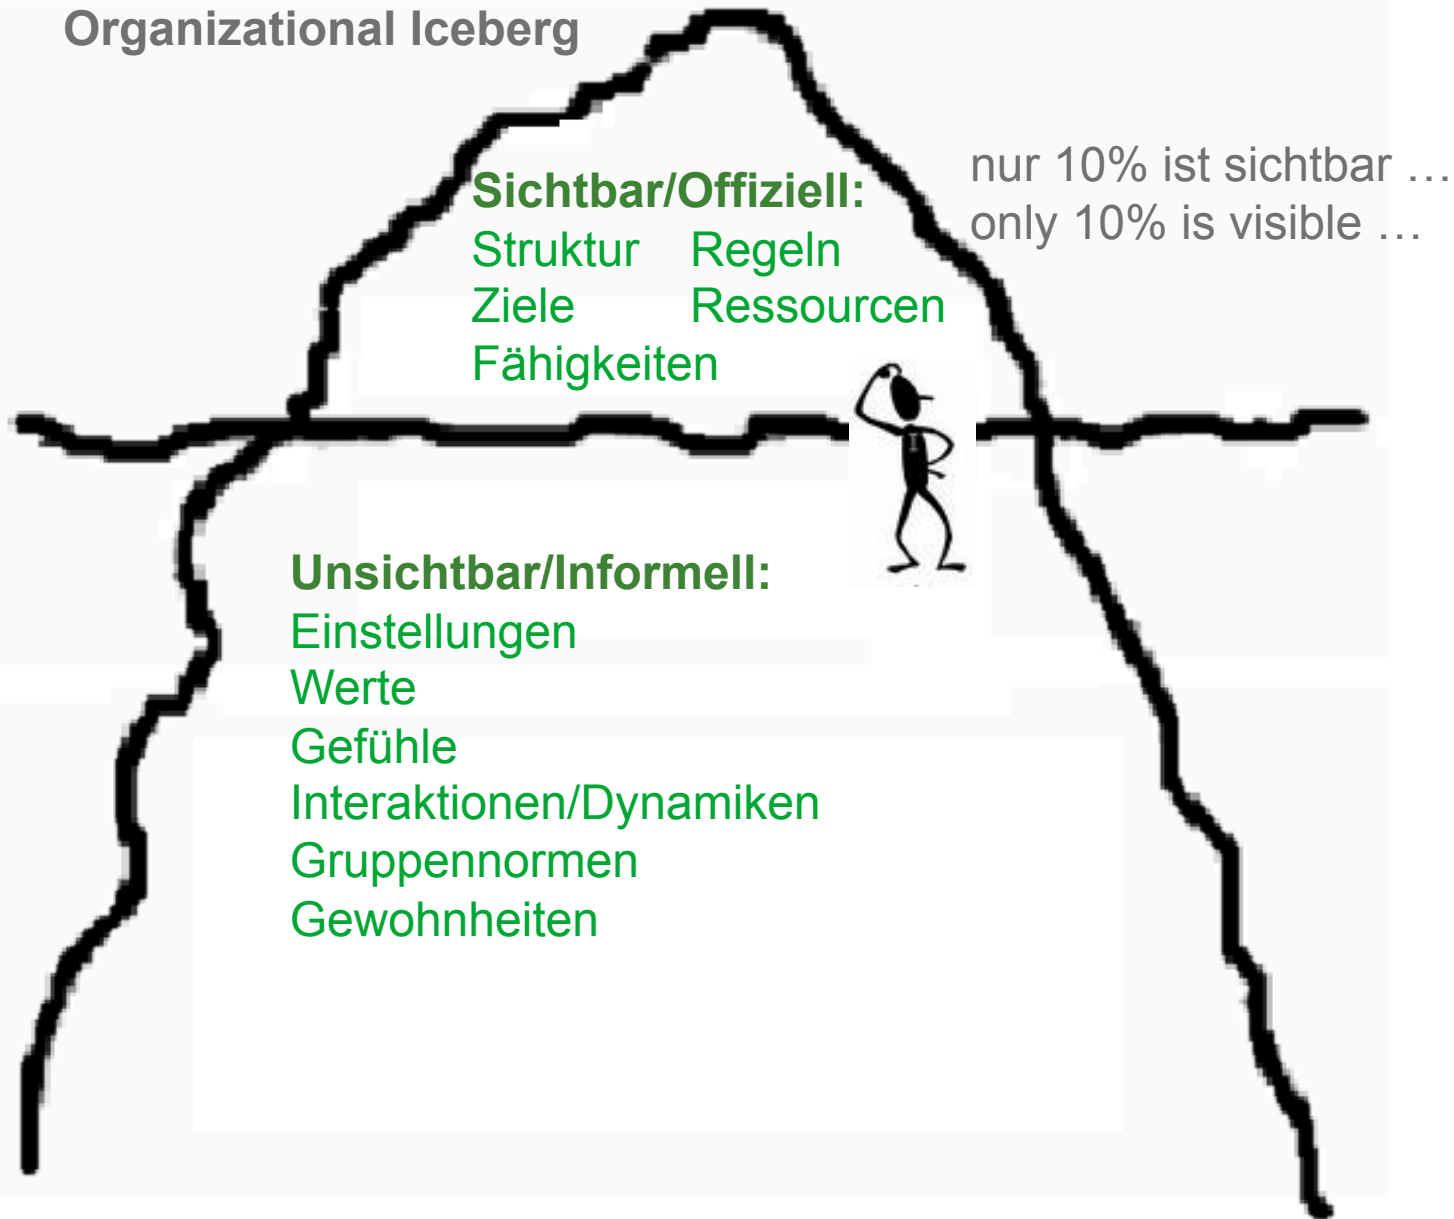 Organizational Iceberg
nur 10% ist sichtbar …
only 10% is visible …
Sichtbar/Offiziell:
Struktur Regeln
Ziele Ressourcen
Fähigkeiten
Unsichtbar/Informell:
Einstellungen
Werte
Gefühle
Interaktionen/Dynamiken
Gruppennormen
Gewohnheiten